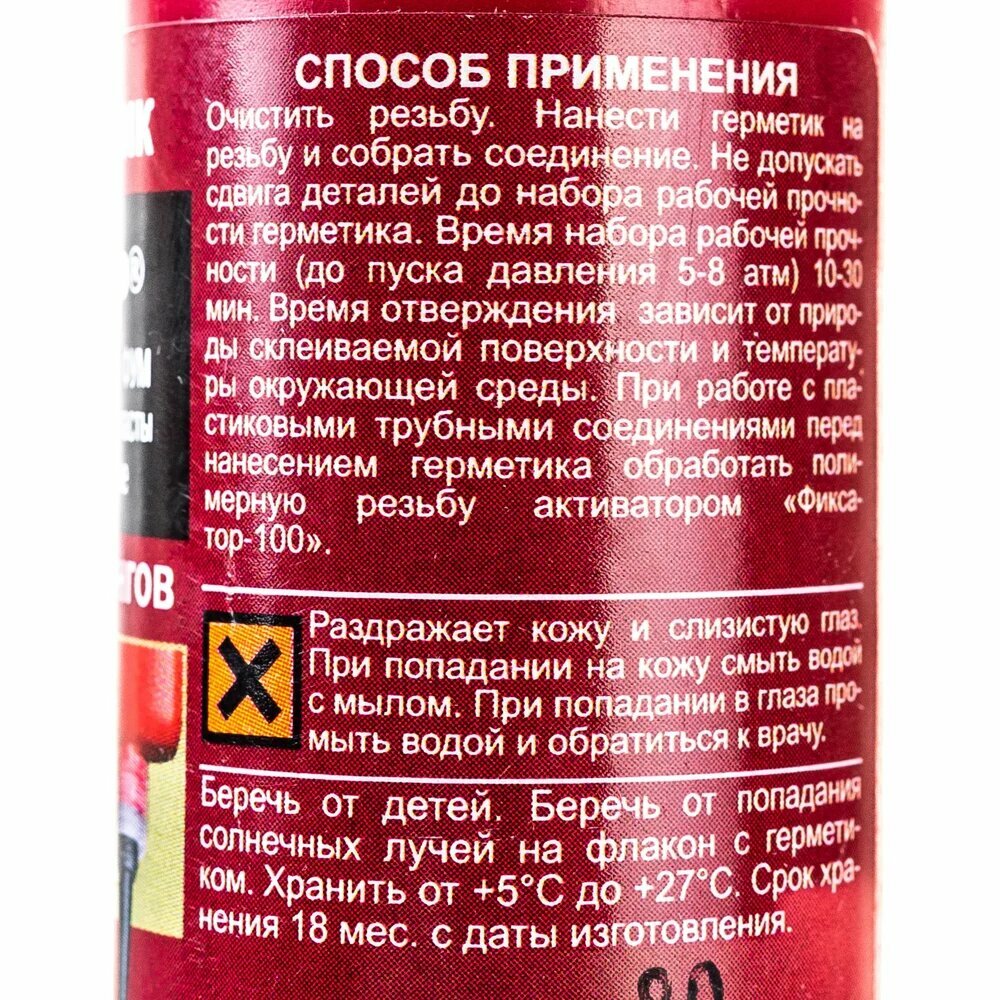 СПОСОБ ПРИМЕНЕНИЯ
Очистить резьбу. Нанести герметик на
резьбу и собрать соединение. Не допускать
сдвига деталей до набора рабочей прочно-
сти герметика. Время набора рабочей проч-
ности (до пуска давления 5-8 атм) 10-30
мин. Время отверждения зависит от приро-
ды склеиваемой поверхности и температу-
ры окружающей среды. При работе с пла-
стиковыми трубными соединениями перед
нанесением герметика обработать поли-
мерную резьбу активатором «Фикса-
тор-100».
Раздражает кожу и слизистую глаз.
При попадании на кожу смыть водой
с мылом. При попадании в глаза про-
мыть водой и обратиться к врачу.
Беречь от детей. Беречь от попадания
солнечных лучей на флакон с гермети-
ком. Хранить от +5°С до +27°С. Срок хра-
нения 18 мес. с даты изготовления.